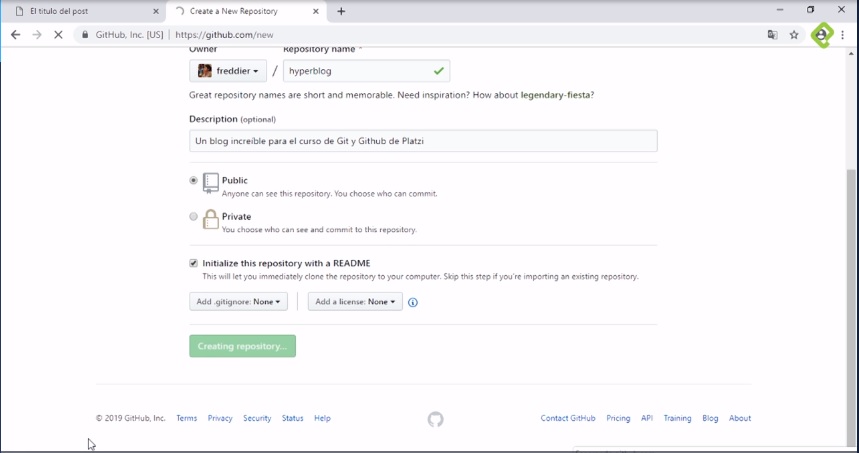 El titulo del post
Create a New Repository
GitHub, Inc. [US] | https://github.com/new
Owner Repository name *
freddier / hyperblog
Great repository names are short and memorable. Need inspiration? How about legendary-fiesta?
Description (optional)
Un blog increíble para el curso de Git y Github de Platzi
Public
Anyone can see this repository. You choose who can commit.
Private
You choose who can see and commit to this repository.
Initialize this repository with a README
This will let you immediately clone the repository to your computer. Skip this step if you're importing an existing repository.
Add .gitignore: None Add a license: None
Creating repository...
© 2019 GitHub, Inc. Terms Privacy Security Status Help Contact GitHub Pricing API Training Blog About